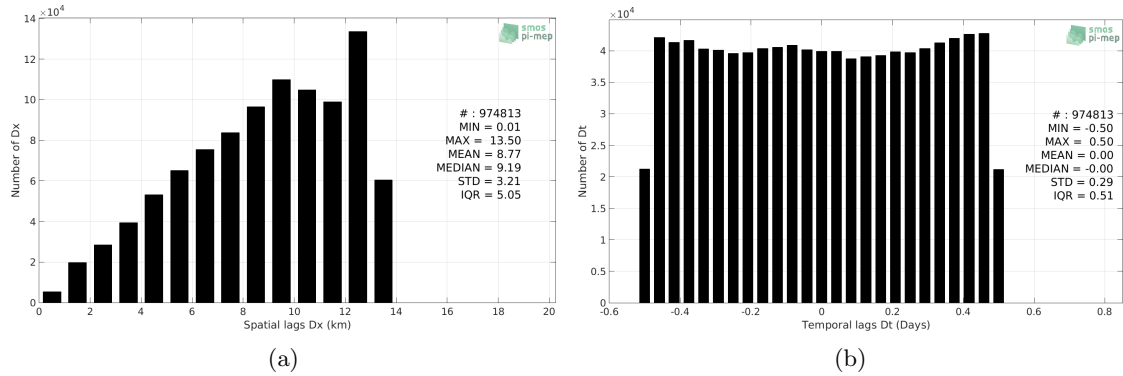 ×10⁴
14
12
10
8
6
4
2
0
Number of Dx
smos
pi-mep
# : 974813
MIN = 0.01
MAX = 13.50
MEAN = 8.77
MEDIAN = 9.19
STD = 3.21
IQR = 5.05
0 2 4 6 8 10 12 14 16 18 20
Spatial lags Dx (km)
(a)
×10⁴
4
3.5
3
2.5
2
1.5
1
0.5
0
Number of Dt
smos
pi-mep
# : 974813
MIN = -0.50
MAX = 0.50
MEAN = 0.00
MEDIAN = -0.00
STD = 0.29
IQR = 0.51
-0.6 -0.4 -0.2 0 0.2 0.4 0.6 0.8
Temporal lags Dt (Days)
(b)